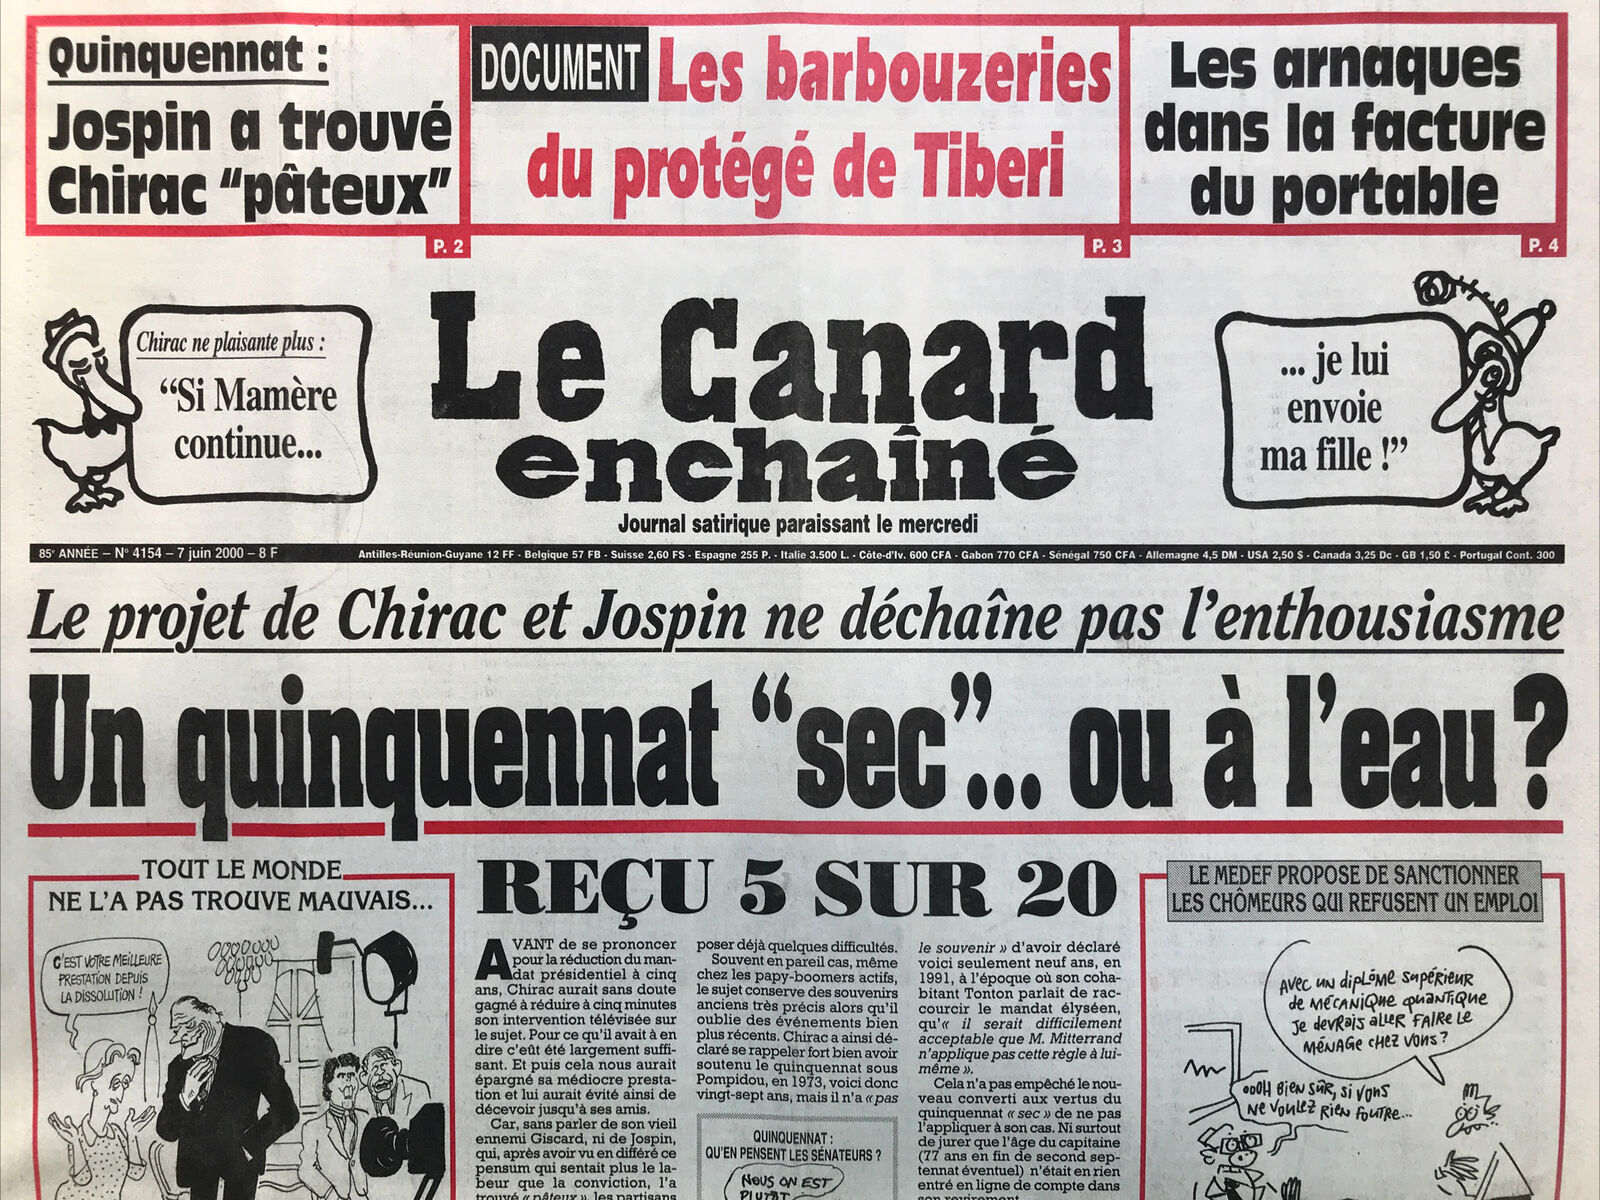 Quinquennat :
Jospin a trouvé
Chirac “pâteux”
P. 2
DOCUMENT Les barbouzeries
du protégé de Tiberi
P. 3
Les arnaques
dans la facture
du portable
P. 4
Chirac ne plaisante plus :
“Si Mamère
continue...
Le Canard
enchaîné
Journal satirique paraissant le mercredi
... je lui
envoie
ma fille !”
85e ANNÉE – N° 4154 – 7 juin 2000 – 8 F
Antilles-Réunion-Guyane 12 FF - Belgique 57 FB - Suisse 2,60 FS - Espagne 255 P. - Italie 3.500 L. - Côte-d'Iv. 600 CFA - Gabon 770 CFA - Sénégal 750 CFA - Allemagne 4,5 DM - USA 2,50 $ - Canada 3,25 Dc - GB 1,50 £ - Portugal Cont. 300
Le projet de Chirac et Jospin ne déchaîne pas l'enthousiasme
Un quinquennat “sec”... ou à l'eau ?
TOUT LE MONDE
NE L'A PAS TROUVE MAUVAIS...
C'EST VOTRE MEILLEURE
PRESTATION DEPUIS
LA DISSOLUTION !
REÇU 5 SUR 20
AVANT de se prononcer
pour la réduction du man-
dat présidentiel à cinq
ans, Chirac aurait sans doute
gagné à réduire à cinq minutes
son intervention télévisée sur
le sujet. Pour ce qu'il avait à en
dire c'eût été largement suffi-
sant. Et puis cela nous aurait
épargné sa médiocre presta-
tion et lui aurait évité ainsi de
décevoir jusqu'à ses amis.
Car, sans parler de son vieil
ennemi Giscard, ni de Jospin,
qui, après avoir vu en différé ce
pensum qui sentait plus le la-
beur que la conviction, l'a
trouvé « pâteux », les partisans
poser déjà quelques difficultés.
Souvent en pareil cas, même
chez les papy-boomers actifs,
le sujet conserve des souvenirs
anciens très précis alors qu'il
oublie des événements bien
plus récents. Chirac a ainsi dé-
claré se rappeler fort bien avoir
soutenu le quinquennat sous
Pompidou, en 1973, voici donc
vingt-sept ans, mais il n'a « pas
QUINQUENNAT :
QU'EN PENSENT LES SÉNATEURS ?
NOUS ON EST
PLUTÔT
le souvenir » d'avoir déclaré
voici seulement neuf ans, en
1991, à l'époque où son coha-
bitant Tonton parlait de rac-
courcir le mandat élyséen,
qu'« il serait difficilement
acceptable que M. Mitterrand
n'applique pas cette règle à lui-
même ».
Cela n'a pas empêché le nou-
veau converti aux vertus du
quinquennat « sec » de ne pas
l'appliquer à son cas. Ni surtout
de jurer que l'âge du capitaine
(77 ans en fin de second sep-
tennat éventuel) n'était en rien
entré en ligne de compte dans
son revirement.
LE MEDEF PROPOSE DE SANCTIONNER
LES CHÔMEURS QUI REFUSENT UN EMPLOI
AVEC UN DIPLÔME SUPÉRIEUR
DE MÉCANIQUE QUANTIQUE
JE DEVRAIS ALLER FAIRE LE
MÉNAGE CHEZ VOUS ?
OOOH BIEN SÛR, SI VOUS
NE VOULEZ RIEN FOUTRE...